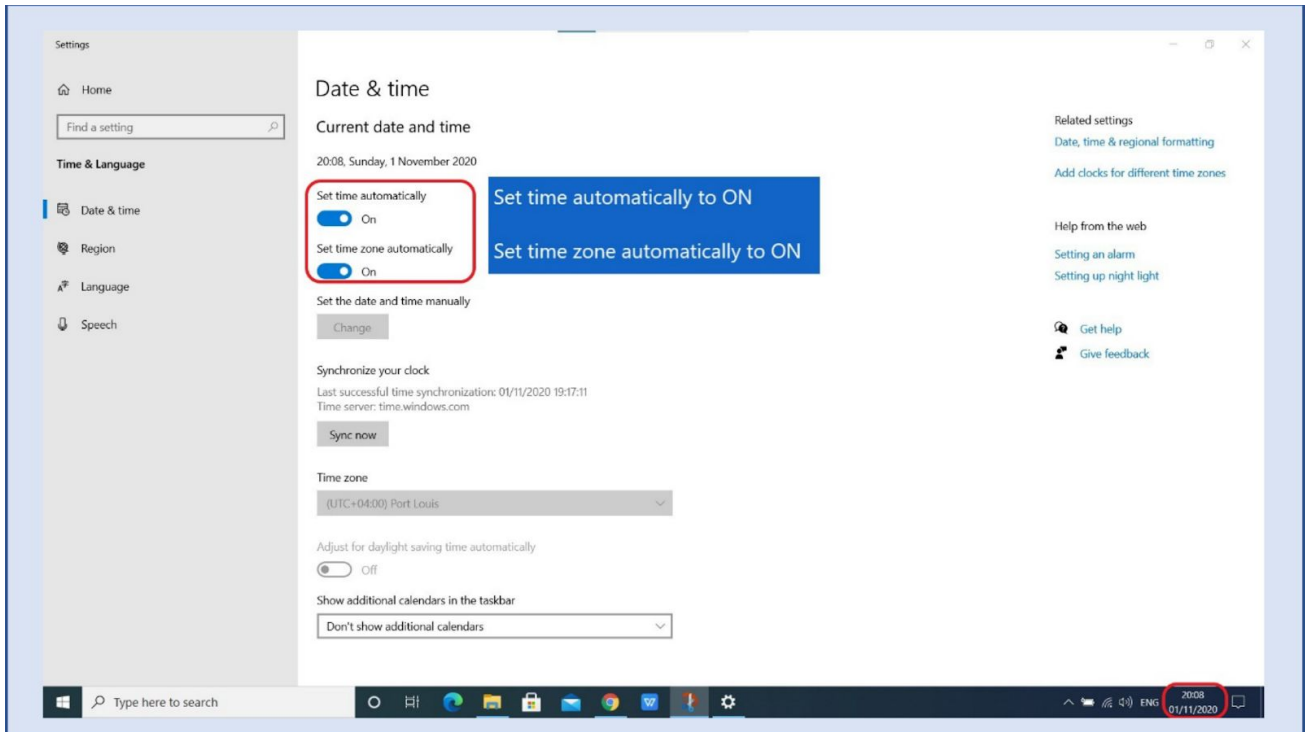 Settings
Home
Find a setting
Time & Language
Date & time
Region
Language
Speech
Date & time
Current date and time
20:08, Sunday, 1 November 2020
Set time automatically
On
Set time zone automatically
On
Set time automatically to ON
Set time zone automatically to ON
Set the date and time manually
Change
Synchronize your clock
Last successful time synchronization: 01/11/2020 19:17:11
Time server: time.windows.com
Sync now
Time zone
(UTC+04:00) Port Louis
Adjust for daylight saving time automatically
Off
Show additional calendars in the taskbar
Don't show additional calendars
Related settings
Date, time & regional formatting
Add clocks for different time zones
Help from the web
Setting an alarm
Setting up night light
Get help
Give feedback
Type here to search
W
ENG
20:08
01/11/2020